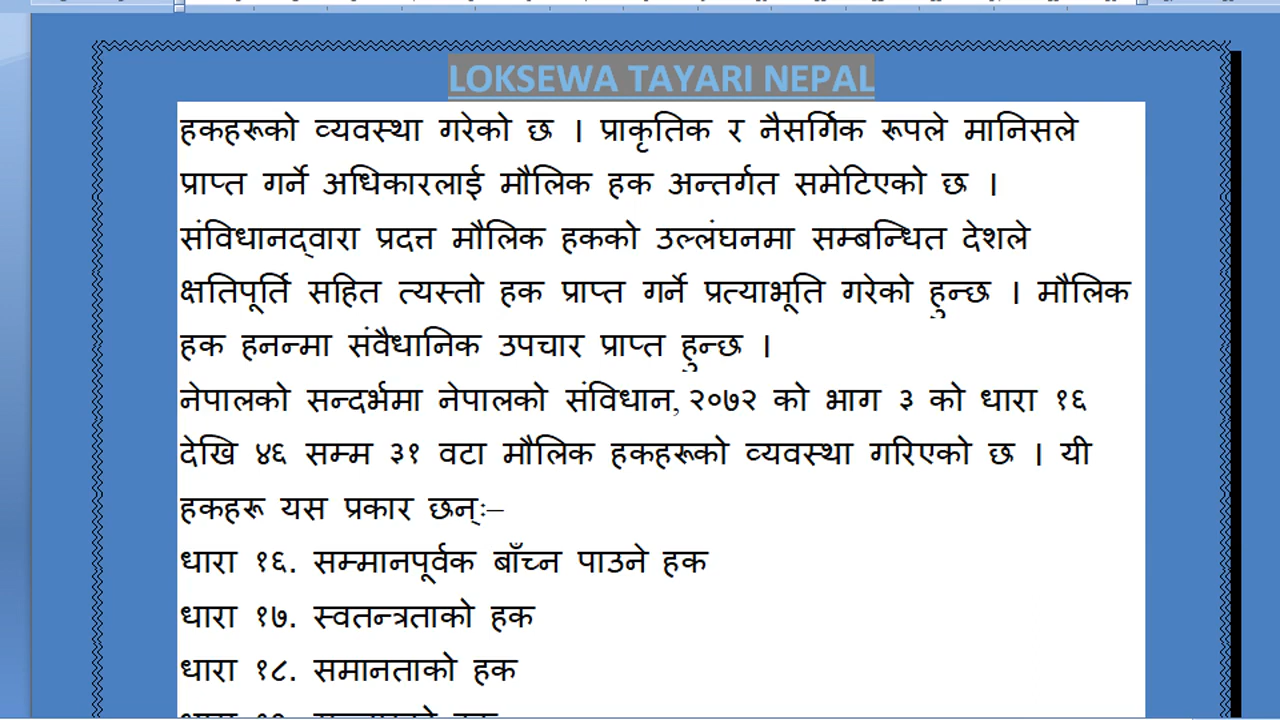 LOKSEWA TAYARI NEPAL
हकहरूको व्यवस्था गरेको छ । प्राकृतिक र नैसर्गिक रूपले मानिसले
प्राप्त गर्ने अधिकारलाई मौलिक हक अन्तर्गत समेटिएको छ ।
संविधानद्वारा प्रदत्त मौलिक हकको उल्लंघनमा सम्बन्धित देशले
क्षतिपूर्ति सहित त्यस्तो हक प्राप्त गर्ने प्रत्याभूति गरेको हुन्छ । मौलिक
हक हनन्मा संवैधानिक उपचार प्राप्त हुन्छ ।
नेपालको सन्दर्भमा नेपालको संविधान, २०७२ को भाग ३ को धारा १६
देखि ४६ सम्म ३१ वटा मौलिक हकहरूको व्यवस्था गरिएको छ । यी
हकहरू यस प्रकार छन्ः–
धारा १६. सम्मानपूर्वक बाँच्न पाउने हक
धारा १७. स्वतन्त्रताको हक
धारा १८. समानताको हक